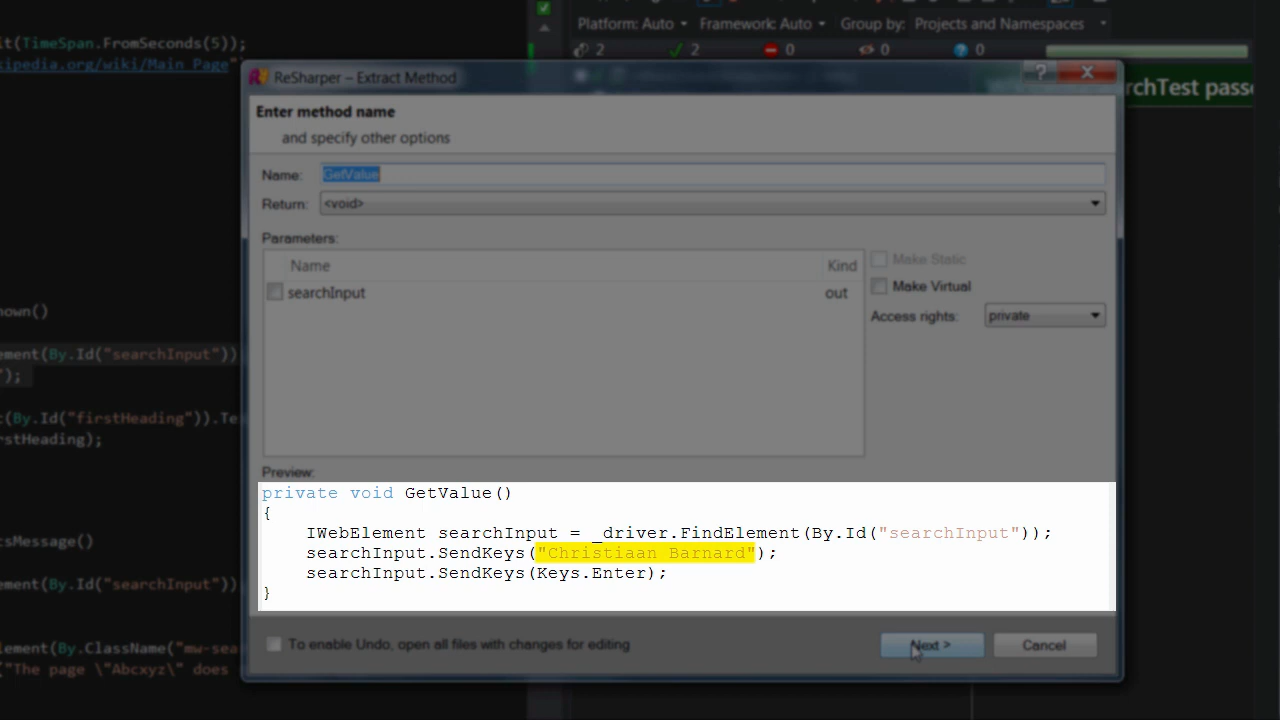 Platform: Auto Framework: Auto Group by: Projects and Namespaces
it(TimeSpan.FromSeconds(5));
2 2 0 0 0
kipedia.org/wiki/Main_Page"
ReSharper – Extract Method
?
rchTest passe
Enter method name
and specify other options
Name: GetValue
Return: <void>
Parameters:
Name Kind
searchInput out
Make Static
Make Virtual
Access rights: private
nown()
ement(By.Id("searchInput"));
");
t(By.Id("firstHeading")).Te
rstHeading);
Preview:
private void GetValue()
{
IWebElement searchInput = _driver.FindElement(By.Id("searchInput"));
searchInput.SendKeys("Christiaan Barnard");
searchInput.SendKeys(Keys.Enter);
}
tsMessage()
ement(By.Id("searchInput"))
lement(By.ClassName("mw-sea
("The page \"Abcxyz\" does
To enable Undo, open all files with changes for editing
Next >
Cancel